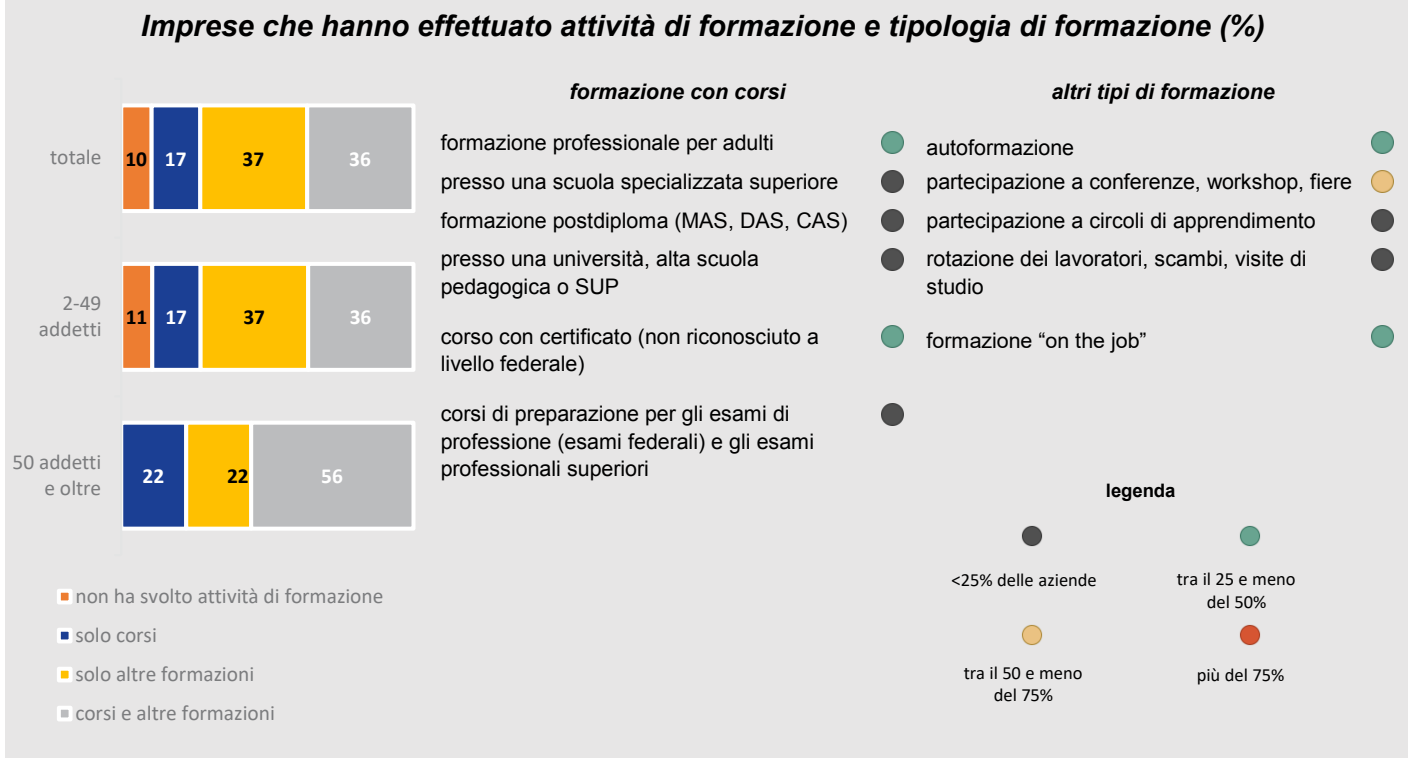 Imprese che hanno effettuato attività di formazione e tipologia di formazione (%)
totale
10
17
37
36
2-49
addetti
11
17
37
36
50 addetti
e oltre
22
22
56
non ha svolto attività di formazione
solo corsi
solo altre formazioni
corsi e altre formazioni
formazione con corsi
formazione professionale per adulti
presso una scuola specializzata superiore
formazione postdiploma (MAS, DAS, CAS)
presso una università, alta scuola
pedagogica o SUP
corso con certificato (non riconosciuto a
livello federale)
corsi di preparazione per gli esami di
professione (esami federali) e gli esami
professionali superiori
altri tipi di formazione
autoformazione
partecipazione a conferenze, workshop, fiere
partecipazione a circoli di apprendimento
rotazione dei lavoratori, scambi, visite di
studio
formazione “on the job”
legenda
<25% delle aziende
tra il 25 e meno
del 50%
tra il 50 e meno
del 75%
più del 75%